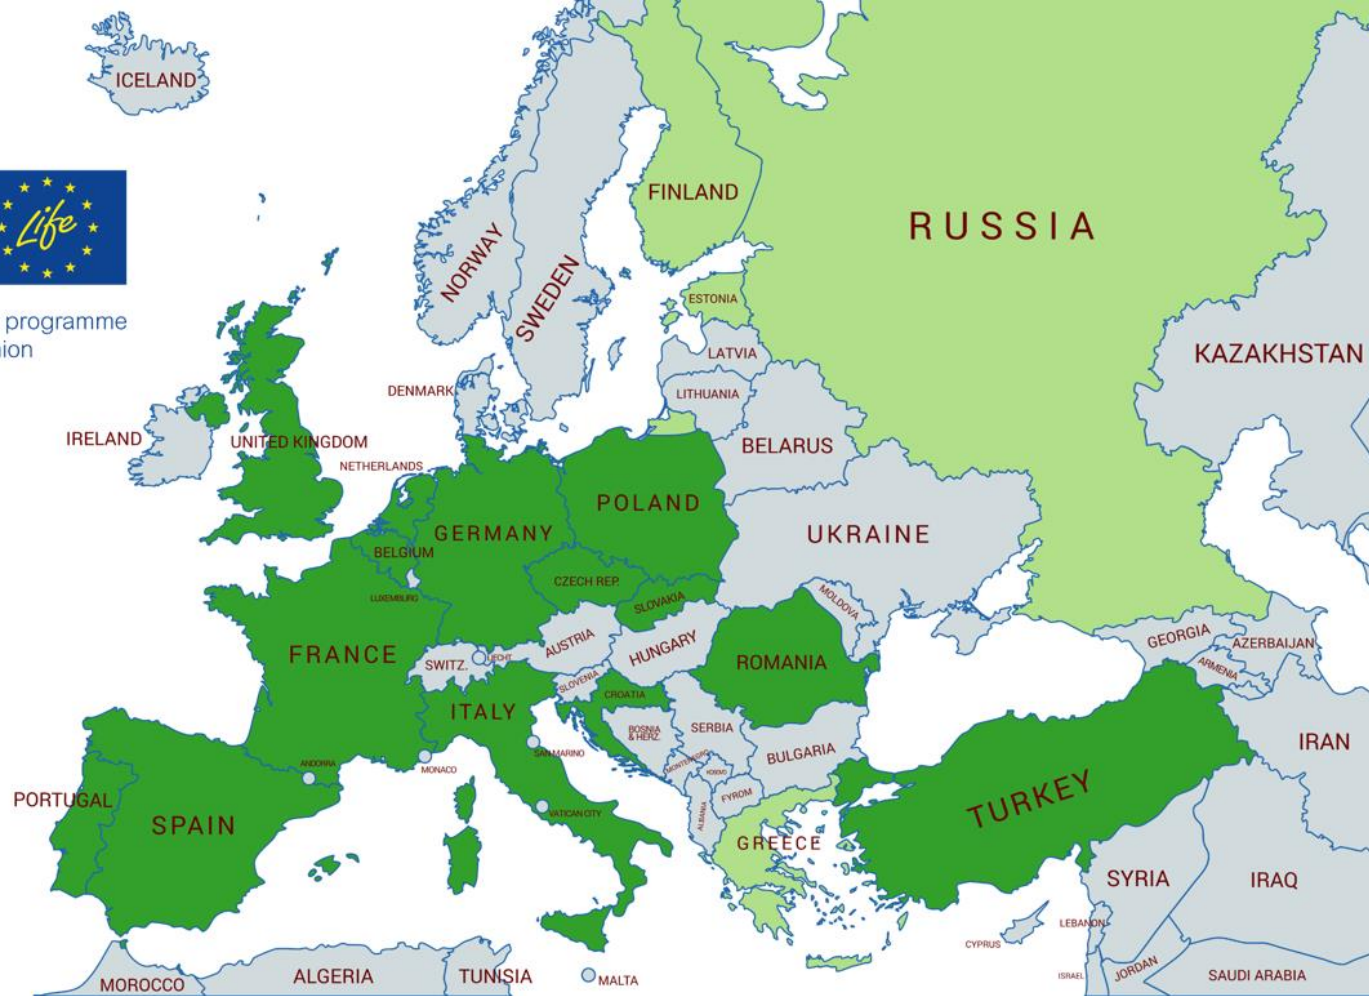 ICELAND
Life
programme
FINLAND
RUSSIA
NORWAY
SWEDEN
ESTONIA
LATVIA
KAZAKHSTAN
DENMARK
LITHUANIA
IRELAND
UNITED KINGDOM
BELARUS
NETHERLANDS
POLAND
GERMANY
UKRAINE
BELGIUM
CZECH REP.
LUXEMBURG
SLOVAKIA
MOLDOVA
FRANCE
SWITZ.
LIECHT.
AUSTRIA
HUNGARY
ROMANIA
GEORGIA
AZERBAIJAN
ARMENIA
SLOVENIA
CROATIA
ITALY
BOSNIA
& HERZ.
SERBIA
BULGARIA
IRAN
SAN MARINO
ANDORRA
MONACO
MONTENEGRO
KOSOVO
FYROM
ALBANIA
PORTUGAL
SPAIN
VATICAN CITY
GREECE
TURKEY
SYRIA
IRAQ
LEBANON
CYPRUS
MOROCCO
ALGERIA
TUNISIA
MALTA
ISRAEL
JORDAN
SAUDI ARABIA